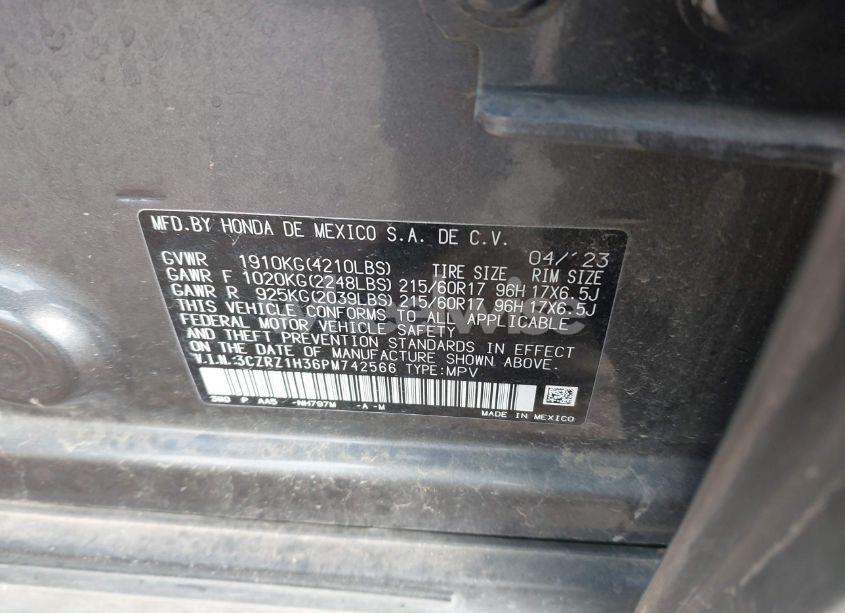 MFD.BY HONDA DE MEXICO S.A. DE C.V.
04/'23
GVWR 1910KG(4210LBS) TIRE SIZE RIM SIZE
GAWR F 1020KG(2248LBS) 215/60R17 96H 17X6.5J
GAWR R 925KG(2039LBS) 215/60R17 96H 17X6.5J
THIS VEHICLE CONFORMS TO ALL APPLICABLE
FEDERAL MOTOR VEHICLE SAFETY
AND THEFT PREVENTION STANDARDS IN EFFECT
ON THE DATE OF MANUFACTURE SHOWN ABOVE.
V.I.N.:3CZRZ1H36PM742566 TYPE:MPV
P AA5 -NH797M -A-M
MADE IN MEXICO